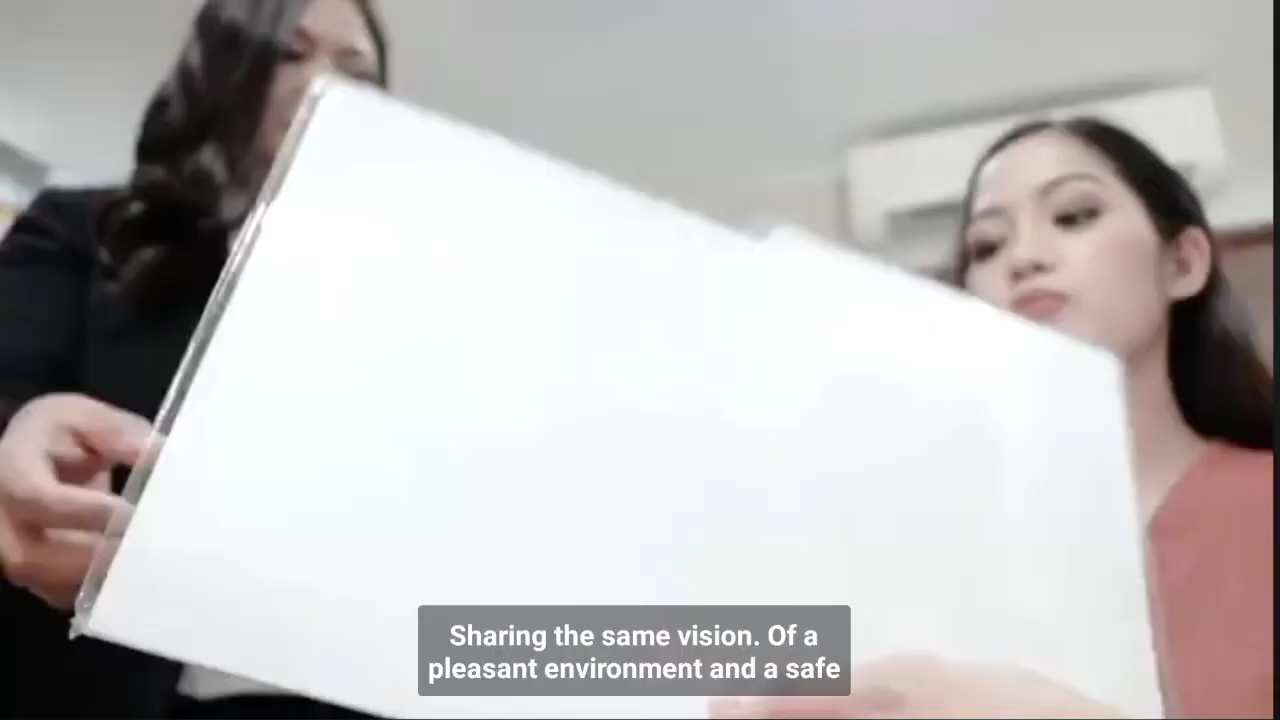 Sharing the same vision. Of a
pleasant environment and a safe